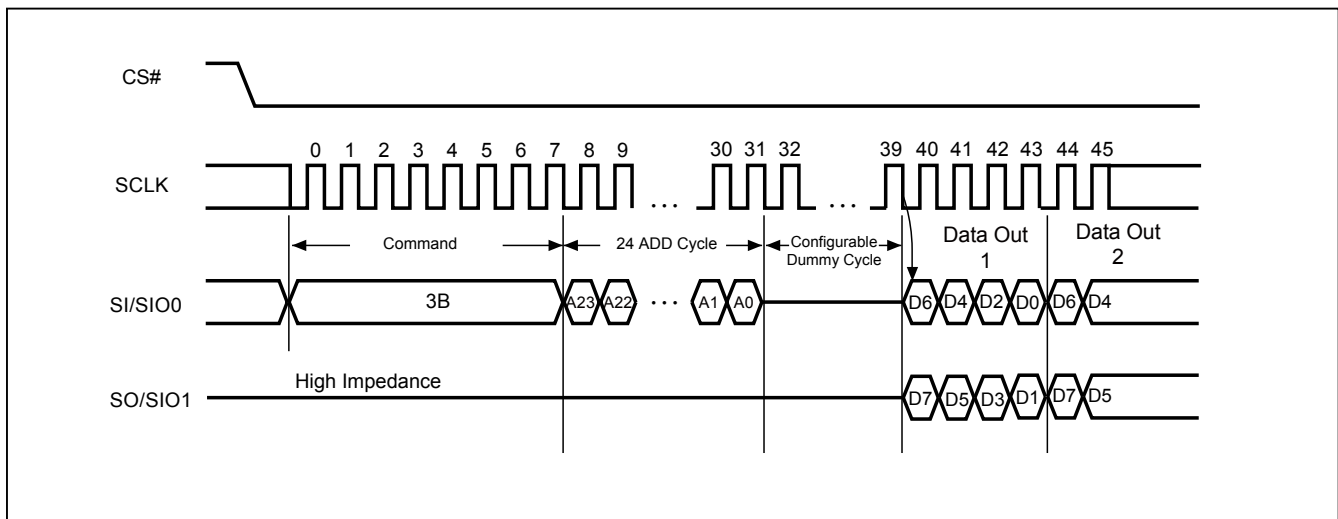 CS#
0 1 2 3 4 5 6 7 8 9 30 31 32 39 40 41 42 43 44 45
SCLK
... ...
Command
24 ADD Cycle
Configurable
Dummy Cycle
Data Out
1
Data Out
2
SI/SIO0
3B
A23 A22 ... A1 A0
D6 D4 D2 D0 D6 D4
High Impedance
SO/SIO1
D7 D5 D3 D1 D7 D5